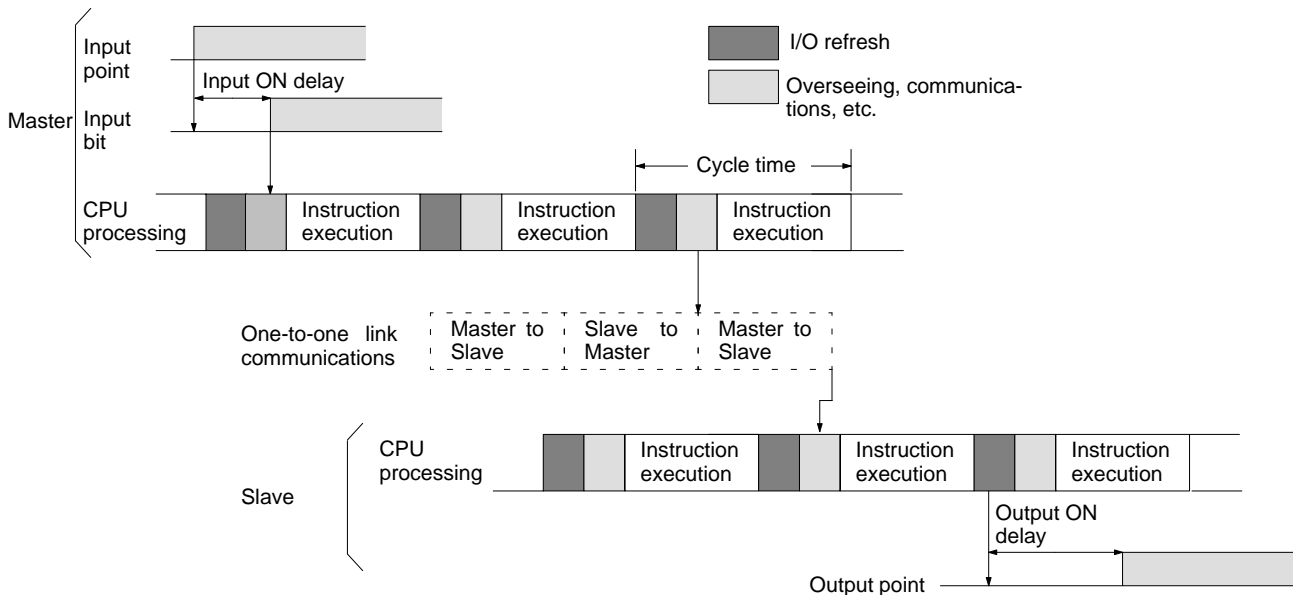 Input
point
I/O refresh
Input ON delay
Overseeing, communica-
tions, etc.
Master
Input
bit
Cycle time
CPU
processing
Instruction
execution
Instruction
execution
Instruction
execution
One-to-one link
communications
Master to
Slave
Slave to
Master
Master to
Slave
Slave
CPU
processing
Instruction
execution
Instruction
execution
Instruction
execution
Output ON
delay
Output point